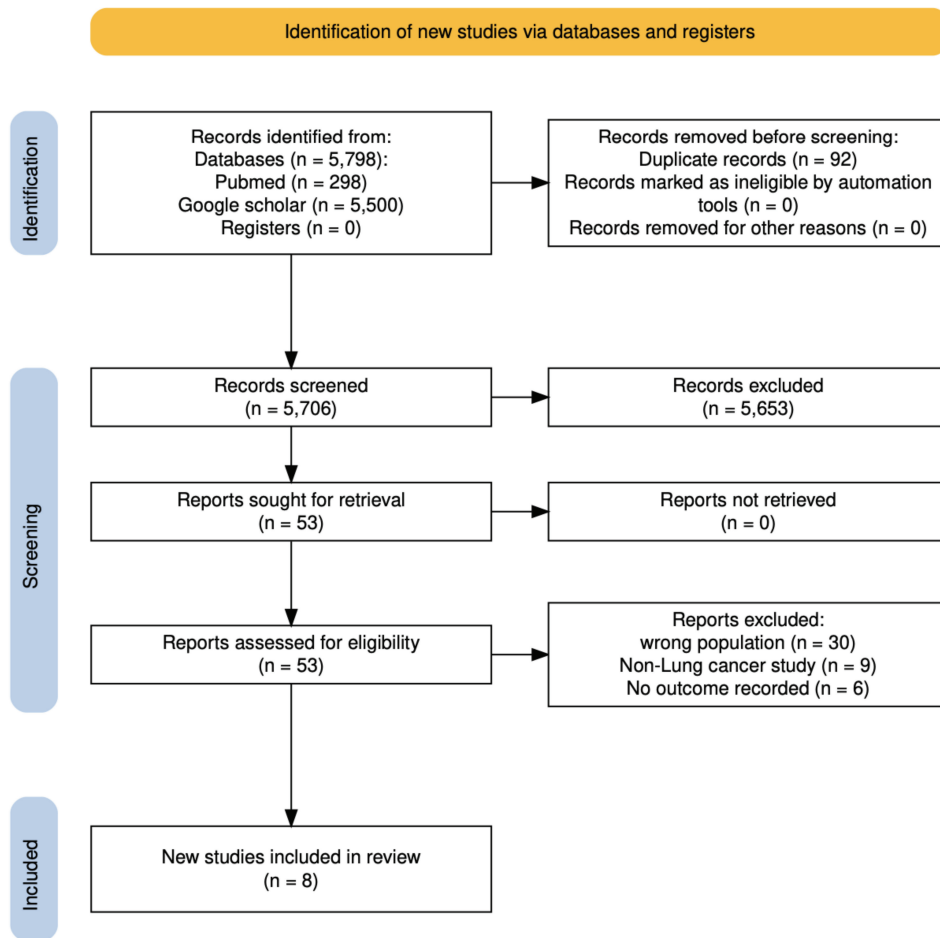 Identification of new studies via databases and registers
Identification
Records identified from:
Databases (n = 5,798):
Pubmed (n = 298)
Google scholar (n = 5,500)
Registers (n = 0)
Records removed before screening:
Duplicate records (n = 92)
Records marked as ineligible by automation
tools (n = 0)
Records removed for other reasons (n = 0)
Screening
Records screened
(n = 5,706)
Records excluded
(n = 5,653)
Reports sought for retrieval
(n = 53)
Reports not retrieved
(n = 0)
Reports assessed for eligibility
(n = 53)
Reports excluded:
wrong population (n = 30)
Non-Lung cancer study (n = 9)
No outcome recorded (n = 6)
Included
New studies included in review
(n = 8)